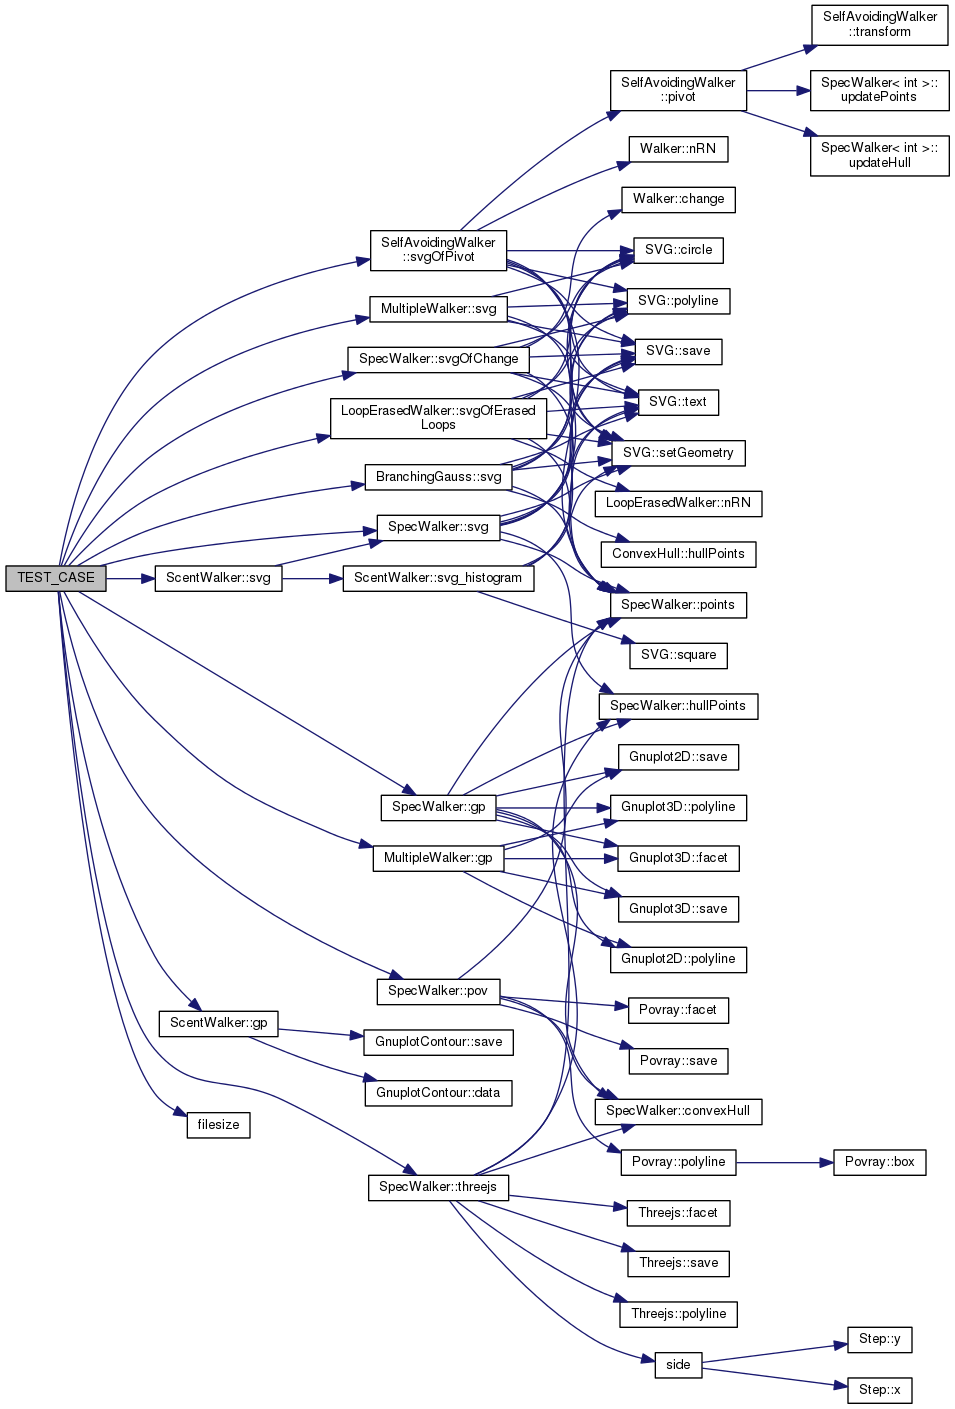 SelfAvoidingWalker
::transform
SelfAvoidingWalker
::pivot
SpecWalker< int >::
updatePoints
SpecWalker< int >::
updateHull
Walker::nRN
Walker::change
SelfAvoidingWalker
::svgOfPivot
SVG::circle
MultipleWalker::svg
SVG::polyline
SpecWalker::svgOfChange
SVG::save
LoopErasedWalker::svgOfErased
Loops
SVG::text
SVG::setGeometry
BranchingGauss::svg
LoopErasedWalker::nRN
SpecWalker::svg
ConvexHull::hullPoints
TEST_CASE
ScentWalker::svg
ScentWalker::svg_histogram
SpecWalker::points
SVG::square
SpecWalker::hullPoints
Gnuplot2D::save
SpecWalker::gp
Gnuplot3D::polyline
MultipleWalker::gp
Gnuplot3D::facet
Gnuplot3D::save
Gnuplot2D::polyline
SpecWalker::pov
Povray::facet
ScentWalker::gp
GnuplotContour::save
Povray::save
GnuplotContour::data
SpecWalker::convexHull
filesize
Povray::polyline
Povray::box
SpecWalker::threejs
Threejs::facet
Threejs::save
Threejs::polyline
side
Step::y
Step::x